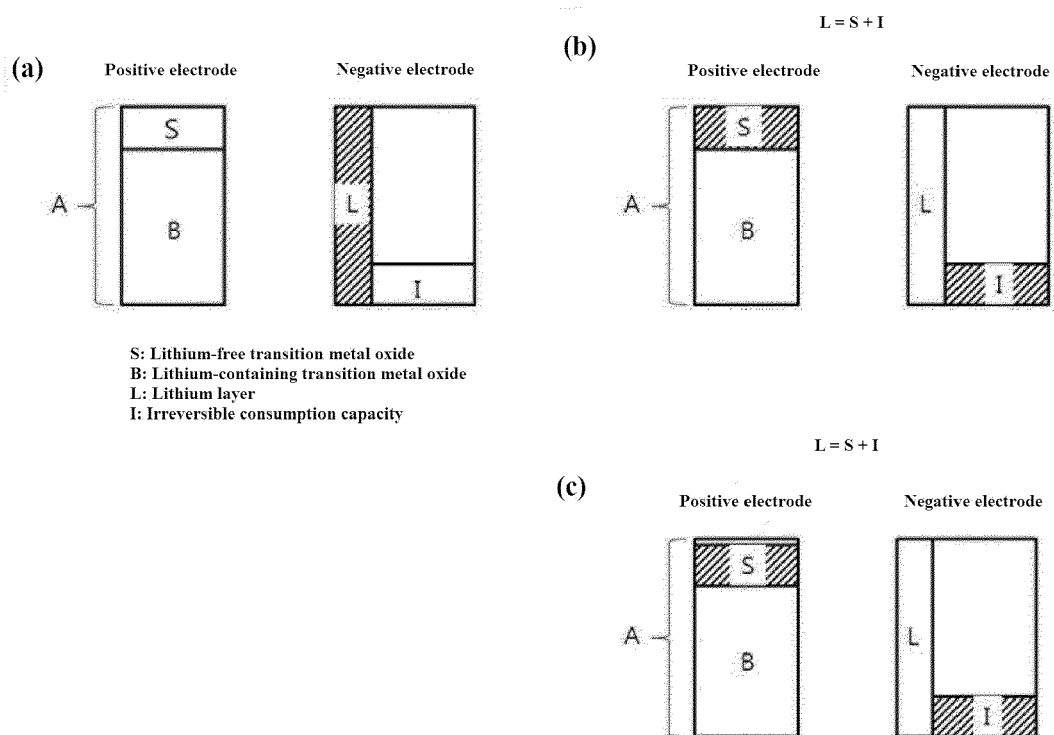 (a)
Positive electrode
Negative electrode
A
S
B
L
I
S: Lithium-free transition metal oxide
B: Lithium-containing transition metal oxide
L: Lithium layer
I: Irreversible consumption capacity
L = S + I
(b)
Positive electrode
Negative electrode
A
S
B
L
I
L = S + I
(c)
Positive electrode
Negative electrode
A
S
B
L
I